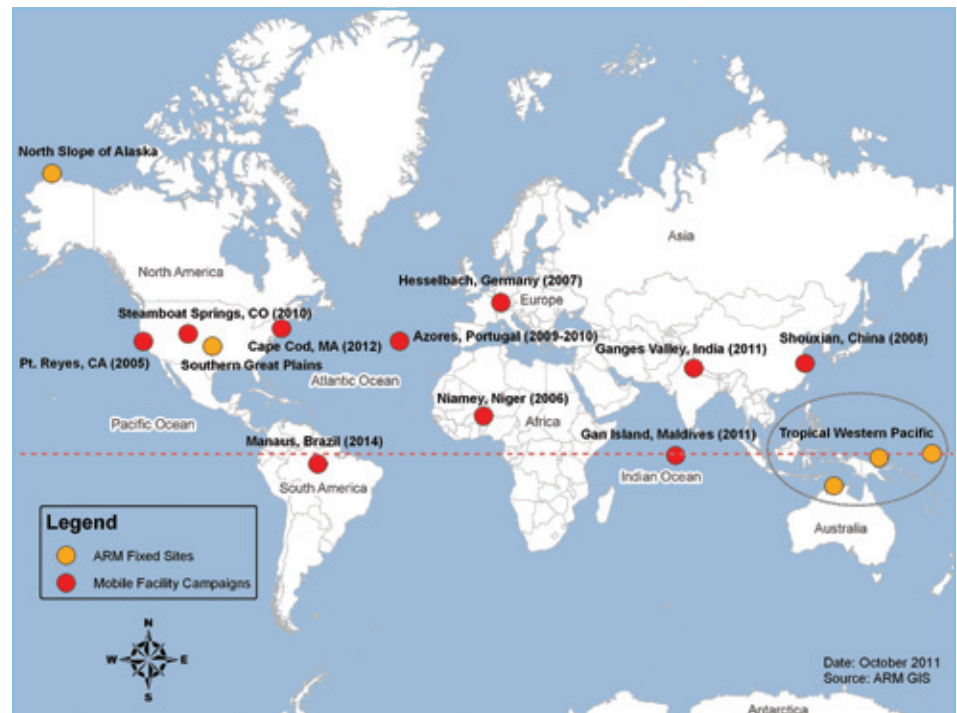 North Slope of Alaska
Asia
North America
Hesselbach, Germany (2007)
Europe
Steamboat Springs, CO (2010)
Azores, Portugal (2009-2010)
Shouxian, China (2008)
Cape Cod, MA (2012)
Ganges Valley, India (2011)
Pt. Reyes, CA (2005)
Southern Great Plains
Atlantic Ocean
Niamey, Niger (2006)
Africa
Pacific Ocean
Manaus, Brazil (2014)
Gan Island, Maldives (2011)
Tropical Western Pacific
Indian Ocean
South America
Australia
Legend
ARM Fixed Sites
Mobile Facility Campaigns
N
W
E
S
Date: October 2011
Source: ARM GIS
Antarctica